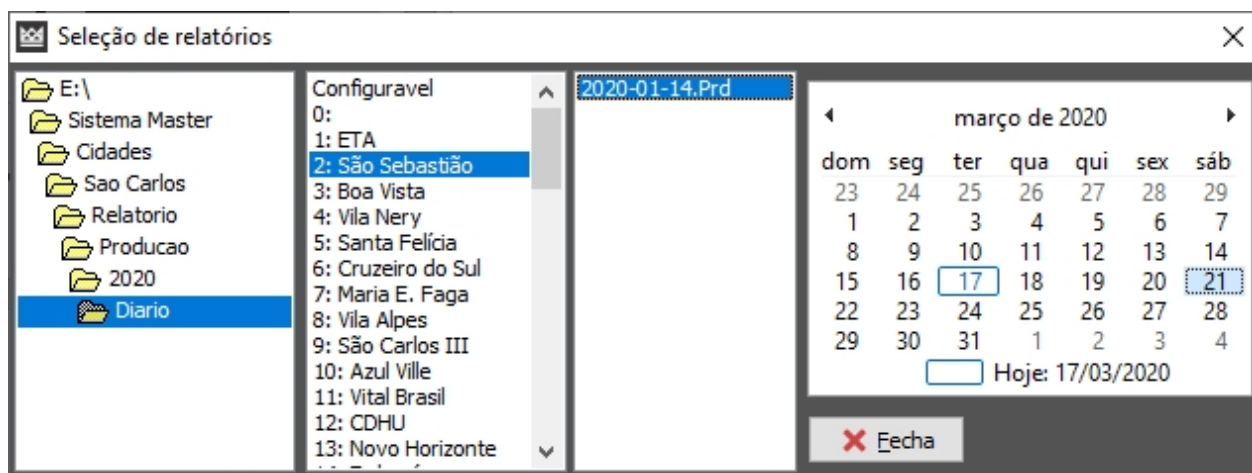 Seleção de relatórios
E:\
Sistema Master
Cidades
Sao Carlos
Relatorio
Producao
2020
Diario
Configuravel
0:
1: ETA
2: São Sebastião
3: Boa Vista
4: Vila Nery
5: Santa Felícia
6: Cruzeiro do Sul
7: Maria E. Faga
8: Vila Alpes
9: São Carlos III
10: Azul Ville
11: Vital Brasil
12: CDHU
13: Novo Horizonte
2020-01-14.Prd
março de 2020
dom seg ter qua qui sex sáb
23 24 25 26 27 28 29
1 2 3 4 5 6 7
8 9 10 11 12 13 14
15 16 17 18 19 20 21
22 23 24 25 26 27 28
29 30 31 1 2 3 4
Hoje: 17/03/2020
Fecha